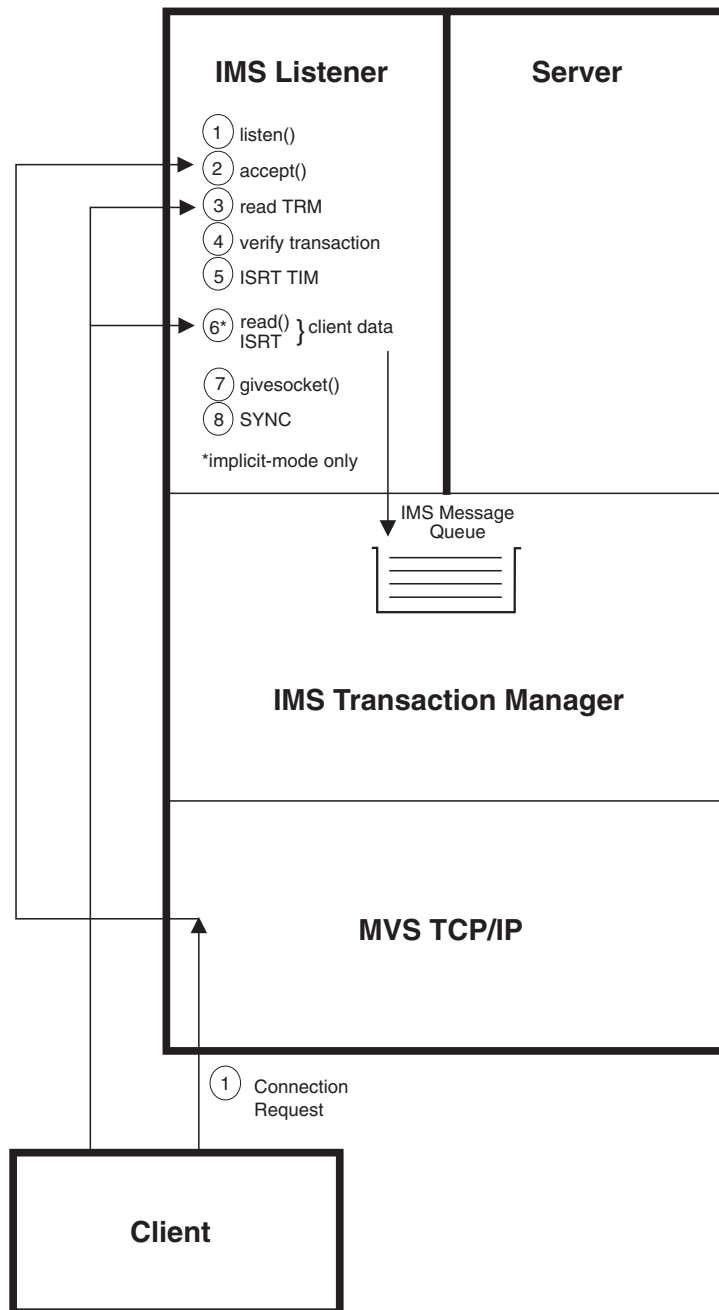 IMS Listener
Server
1 listen()
2 accept()
3 read TRM
4 verify transaction
5 ISRT TIM
6* read()
ISRT } client data
7 givesocket()
8 SYNC
*implicit-mode only
IMS Message
Queue
IMS Transaction Manager
MVS TCP/IP
1 Connection
Request
Client